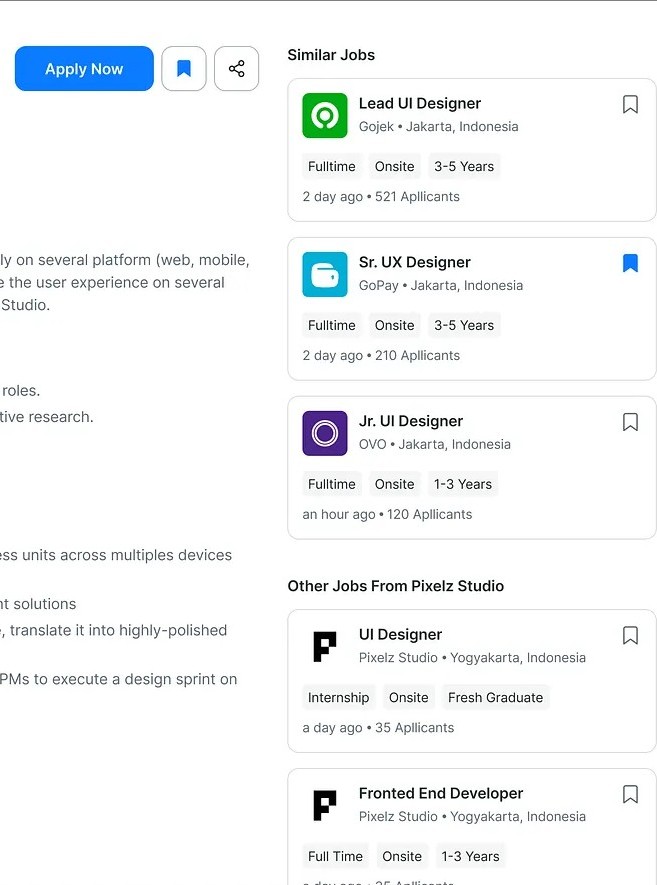 Apply Now
ly on several platform (web, mobile,
e the user experience on several
Studio.
roles.
tive research.
ess units across multiples devices
nt solutions
, translate it into highly-polished
PMs to execute a design sprint on
Similar Jobs
Lead UI Designer
Gojek • Jakarta, Indonesia
Fulltime Onsite 3-5 Years
2 day ago • 521 Apllicants
Sr. UX Designer
GoPay • Jakarta, Indonesia
Fulltime Onsite 3-5 Years
2 day ago • 210 Apllicants
Jr. UI Designer
OVO • Jakarta, Indonesia
Fulltime Onsite 1-3 Years
an hour ago • 120 Apllicants
Other Jobs From Pixelz Studio
UI Designer
Pixelz Studio • Yogyakarta, Indonesia
Internship Onsite Fresh Graduate
a day ago • 35 Apllicants
Fronted End Developer
Pixelz Studio • Yogyakarta, Indonesia
Full Time Onsite 1-3 Years
a day ago • 35 Apllicants